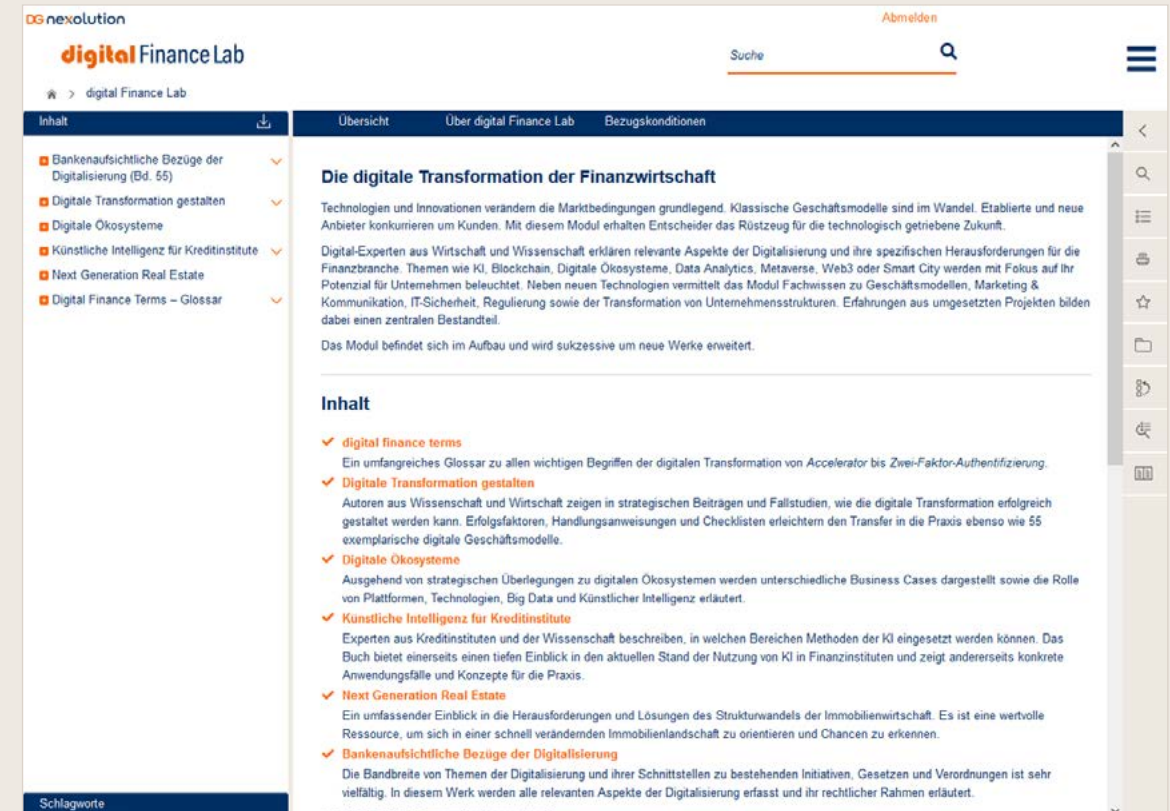 DG nexolution
Abmelden
digital Finance Lab
Suche
> digital Finance Lab
Inhalt
Bankenaufsichtliche Bezüge der
Digitalisierung (Bd. 55)
Digitale Transformation gestalten
Digitale Ökosysteme
Künstliche Intelligenz für Kreditinstitute
Next Generation Real Estate
Digital Finance Terms – Glossar
Schlagworte
Übersicht Über digital Finance Lab Bezugskonditionen
Die digitale Transformation der Finanzwirtschaft
Technologien und Innovationen verändern die Marktbedingungen grundlegend. Klassische Geschäftsmodelle sind im Wandel. Etablierte und neue
Anbieter konkurrieren um Kunden. Mit diesem Modul erhalten Entscheider das Rüstzeug für die technologisch getriebene Zukunft.
Digital-Experten aus Wirtschaft und Wissenschaft erklären relevante Aspekte der Digitalisierung und ihre spezifischen Herausforderungen für die
Finanzbranche. Themen wie KI, Blockchain, Digitale Ökosysteme, Data Analytics, Metaverse, Web3 oder Smart City werden mit Fokus auf Ihr
Potenzial für Unternehmen beleuchtet. Neben neuen Technologien vermittelt das Modul Fachwissen zu Geschäftsmodellen, Marketing &
Kommunikation, IT-Sicherheit, Regulierung sowie der Transformation von Unternehmensstrukturen. Erfahrungen aus umgesetzten Projekten bilden
dabei einen zentralen Bestandteil.
Das Modul befindet sich im Aufbau und wird sukzessive um neue Werke erweitert.
Inhalt
digital finance terms
Ein umfangreiches Glossar zu allen wichtigen Begriffen der digitalen Transformation von Accelerator bis Zwei-Faktor-Authentifizierung.
Digitale Transformation gestalten
Autoren aus Wissenschaft und Wirtschaft zeigen in strategischen Beiträgen und Fallstudien, wie die digitale Transformation erfolgreich
gestaltet werden kann. Erfolgsfaktoren, Handlungsanweisungen und Checklisten erleichtern den Transfer in die Praxis ebenso wie 55
exemplarische digitale Geschäftsmodelle.
Digitale Ökosysteme
Ausgehend von strategischen Überlegungen zu digitalen Ökosystemen werden unterschiedliche Business Cases dargestellt sowie die Rolle
von Plattformen, Technologien, Big Data und Künstlicher Intelligenz erläutert.
Künstliche Intelligenz für Kreditinstitute
Experten aus Kreditinstituten und der Wissenschaft beschreiben, in welchen Bereichen Methoden der KI eingesetzt werden können. Das
Buch bietet einerseits einen tiefen Einblick in den aktuellen Stand der Nutzung von KI in Finanzinstituten und zeigt andererseits konkrete
Anwendungsfälle und Konzepte für die Praxis.
Next Generation Real Estate
Ein umfassender Einblick in die Herausforderungen und Lösungen des Strukturwandels der Immobilienwirtschaft. Es ist eine wertvolle
Ressource, um sich in einer schnell verändernden Immobilienlandschaft zu orientieren und Chancen zu erkennen.
Bankenaufsichtliche Bezüge der Digitalisierung
Die Bandbreite von Themen der Digitalisierung und ihrer Schnittstellen zu bestehenden Initiativen, Gesetzen und Verordnungen ist sehr
vielfältig. In diesem Werk werden alle relevanten Aspekte der Digitalisierung erfasst und ihr rechtlicher Rahmen erläutert.